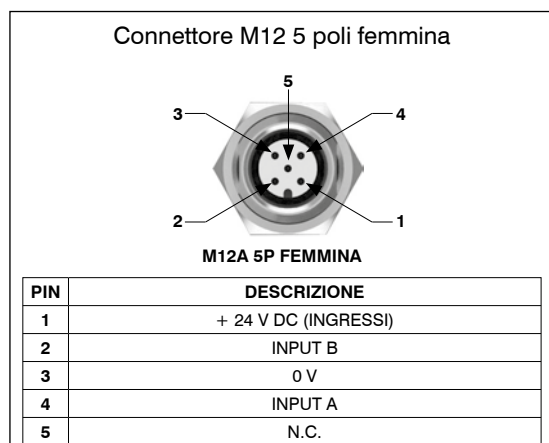 Connettore M12 5 poli femmina
5
3
4
2
1
M12A 5P FEMMINA
PIN DESCRIZIONE
1 + 24 V DC (INGRESSI)
2 INPUT B
3 0 V
4 INPUT A
5 N.C.